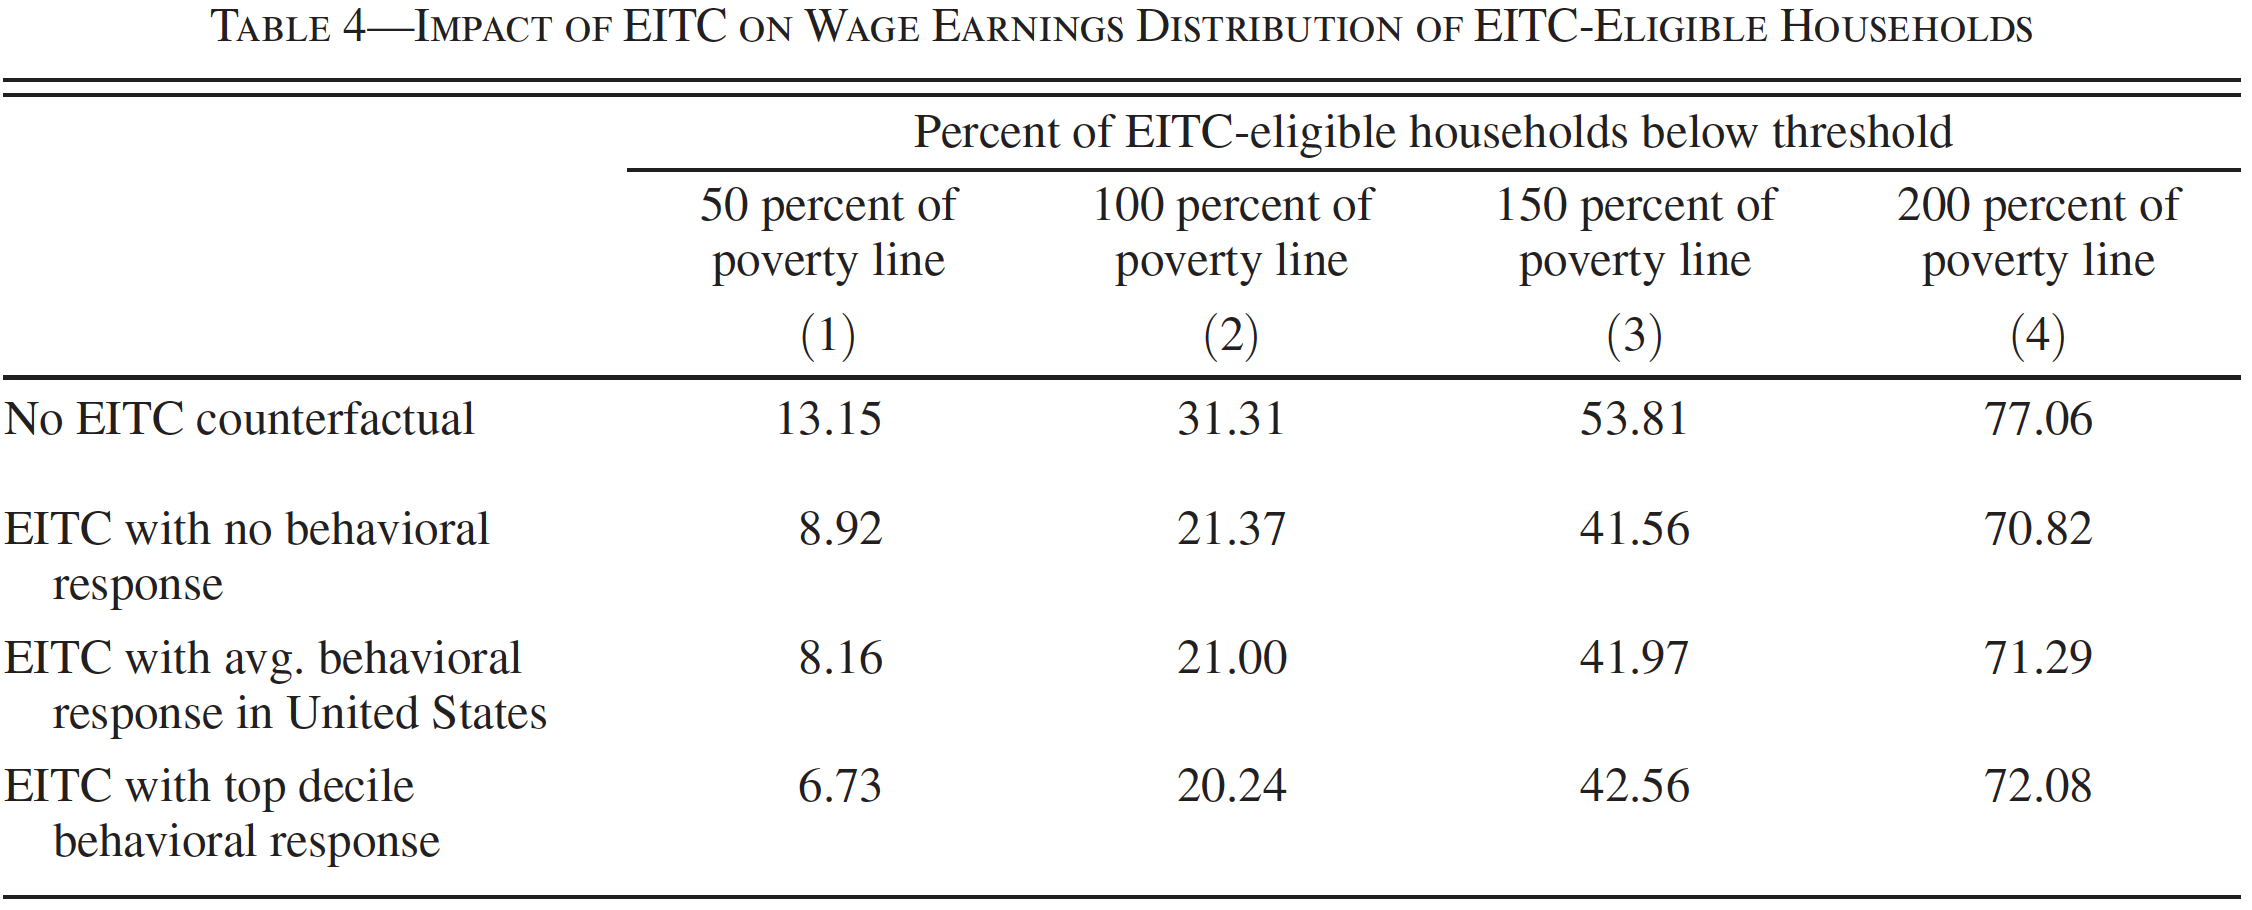 TABLE 4—IMPACT OF EITC ON WAGE EARNINGS DISTRIBUTION OF EITC-ELIGIBLE HOUSEHOLDS
Percent of EITC-eligible households below threshold
50 percent of 100 percent of 150 percent of 200 percent of
poverty line poverty line poverty line poverty line
(1) (2) (3) (4)
No EITC counterfactual 13.15 31.31 53.81 77.06
EITC with no behavioral 8.92 21.37 41.56 70.82
response
EITC with avg. behavioral 8.16 21.00 41.97 71.29
response in United States
EITC with top decile 6.73 20.24 42.56 72.08
behavioral response